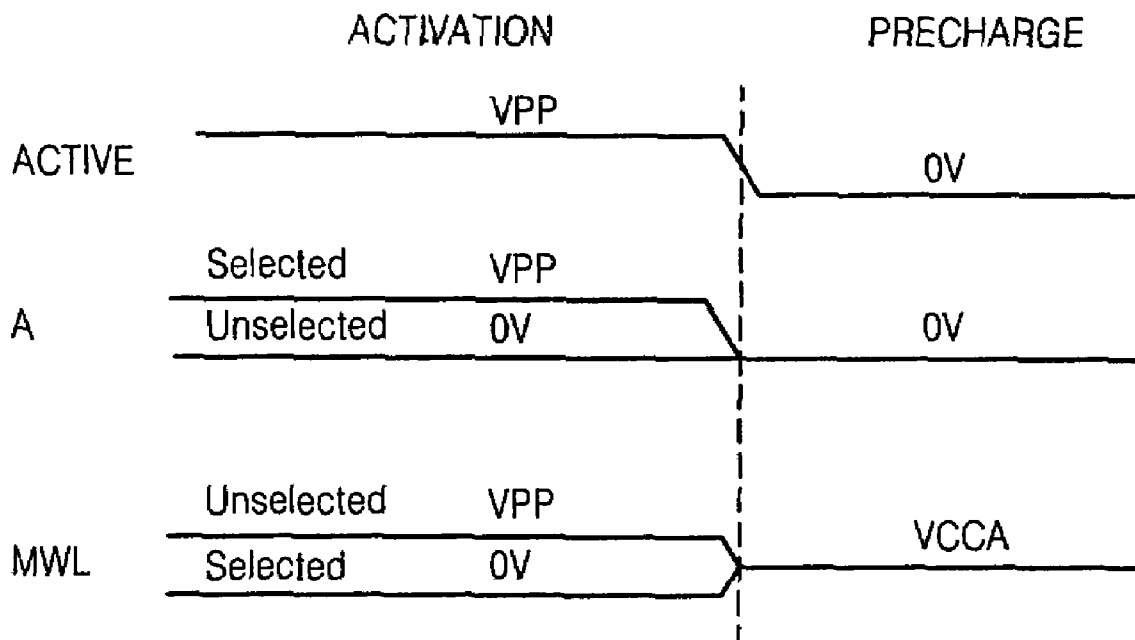 ACTIVATION PRECHARGE
VPP
ACTIVE 0V
Selected VPP
A Unselected 0V 0V
Unselected VPP
VCCA
MWL Selected 0V